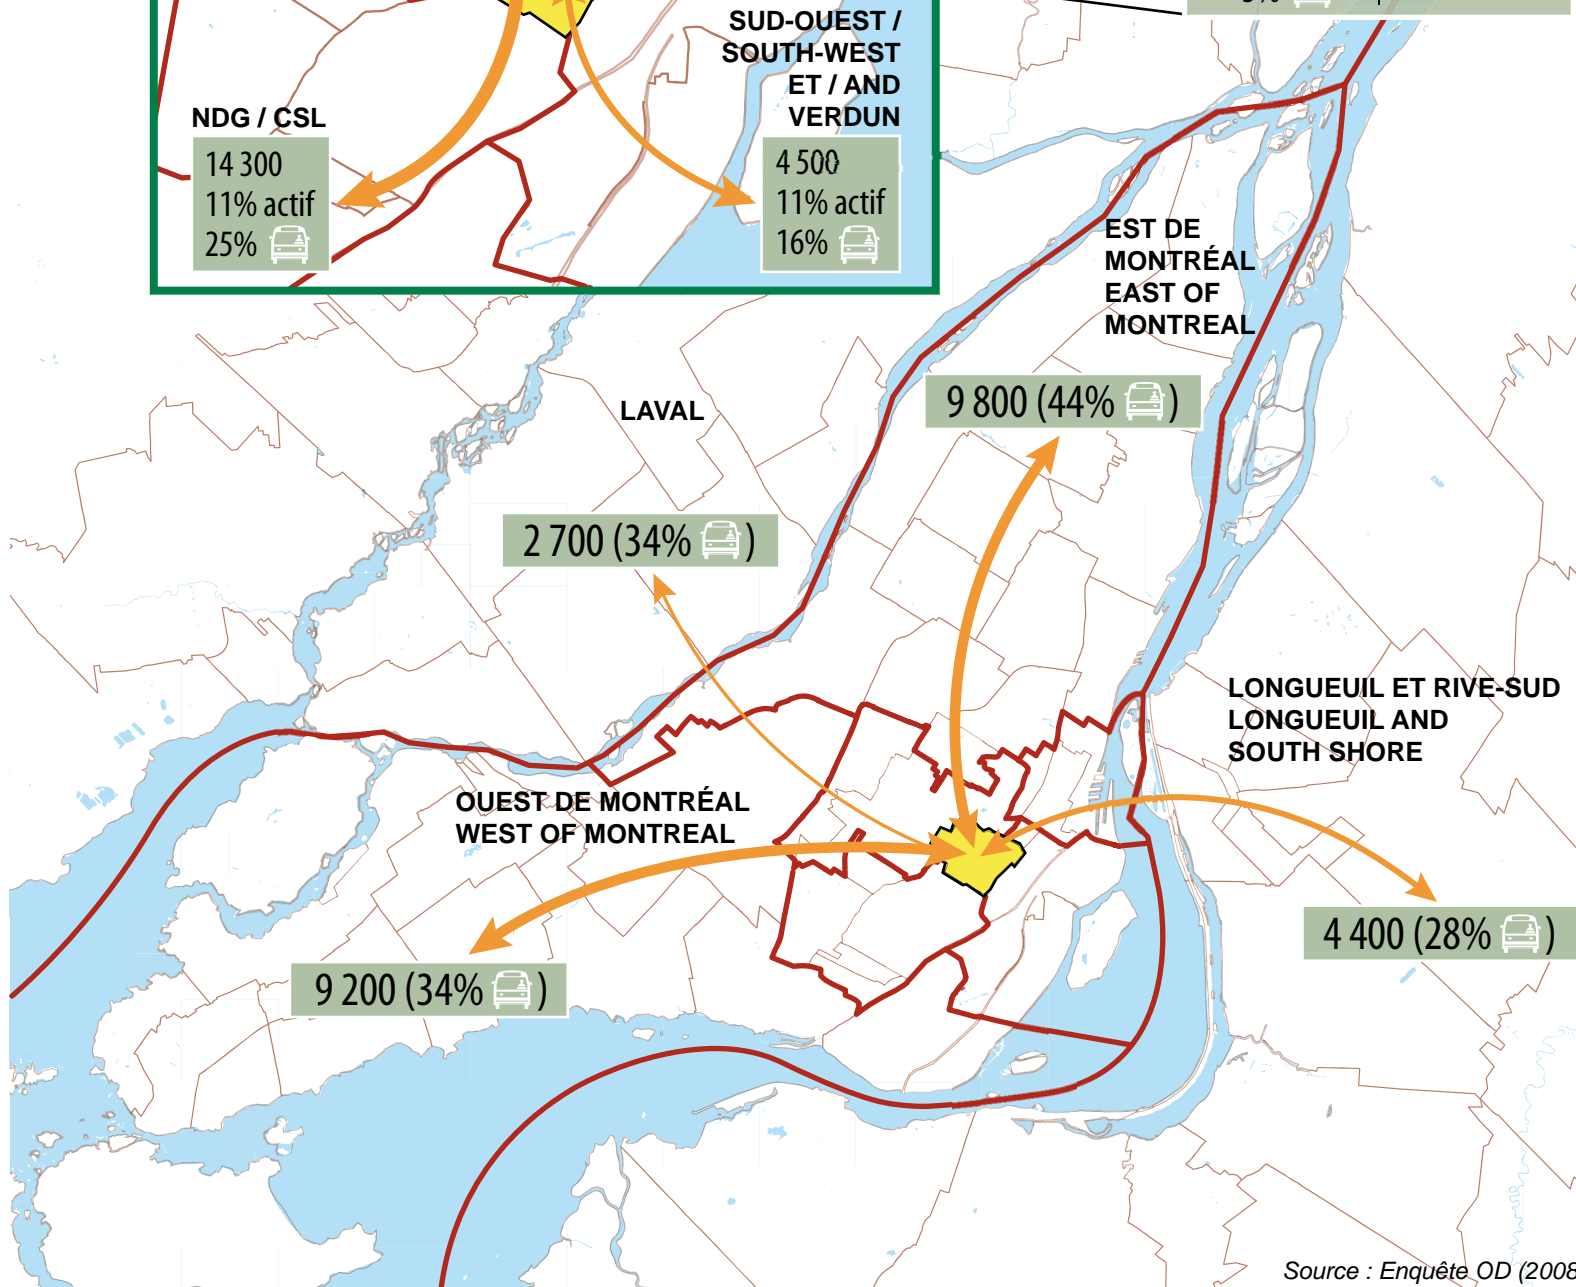 SUD-OUEST /
SOUTH-WEST
ET / AND
VERDUN
NDG / CSL
14 300
11% actif
25%
4 500
11% actif
16%
EST DE
MONTRÉAL
EAST OF
MONTREAL
9 800 (44% )
LAVAL
2 700 (34% )
LONGUEUIL ET RIVE-SUD
LONGUEUIL AND
SOUTH SHORE
OUEST DE MONTRÉAL
WEST OF MONTREAL
4 400 (28% )
9 200 (34% )
Source : Enquête OD (2008